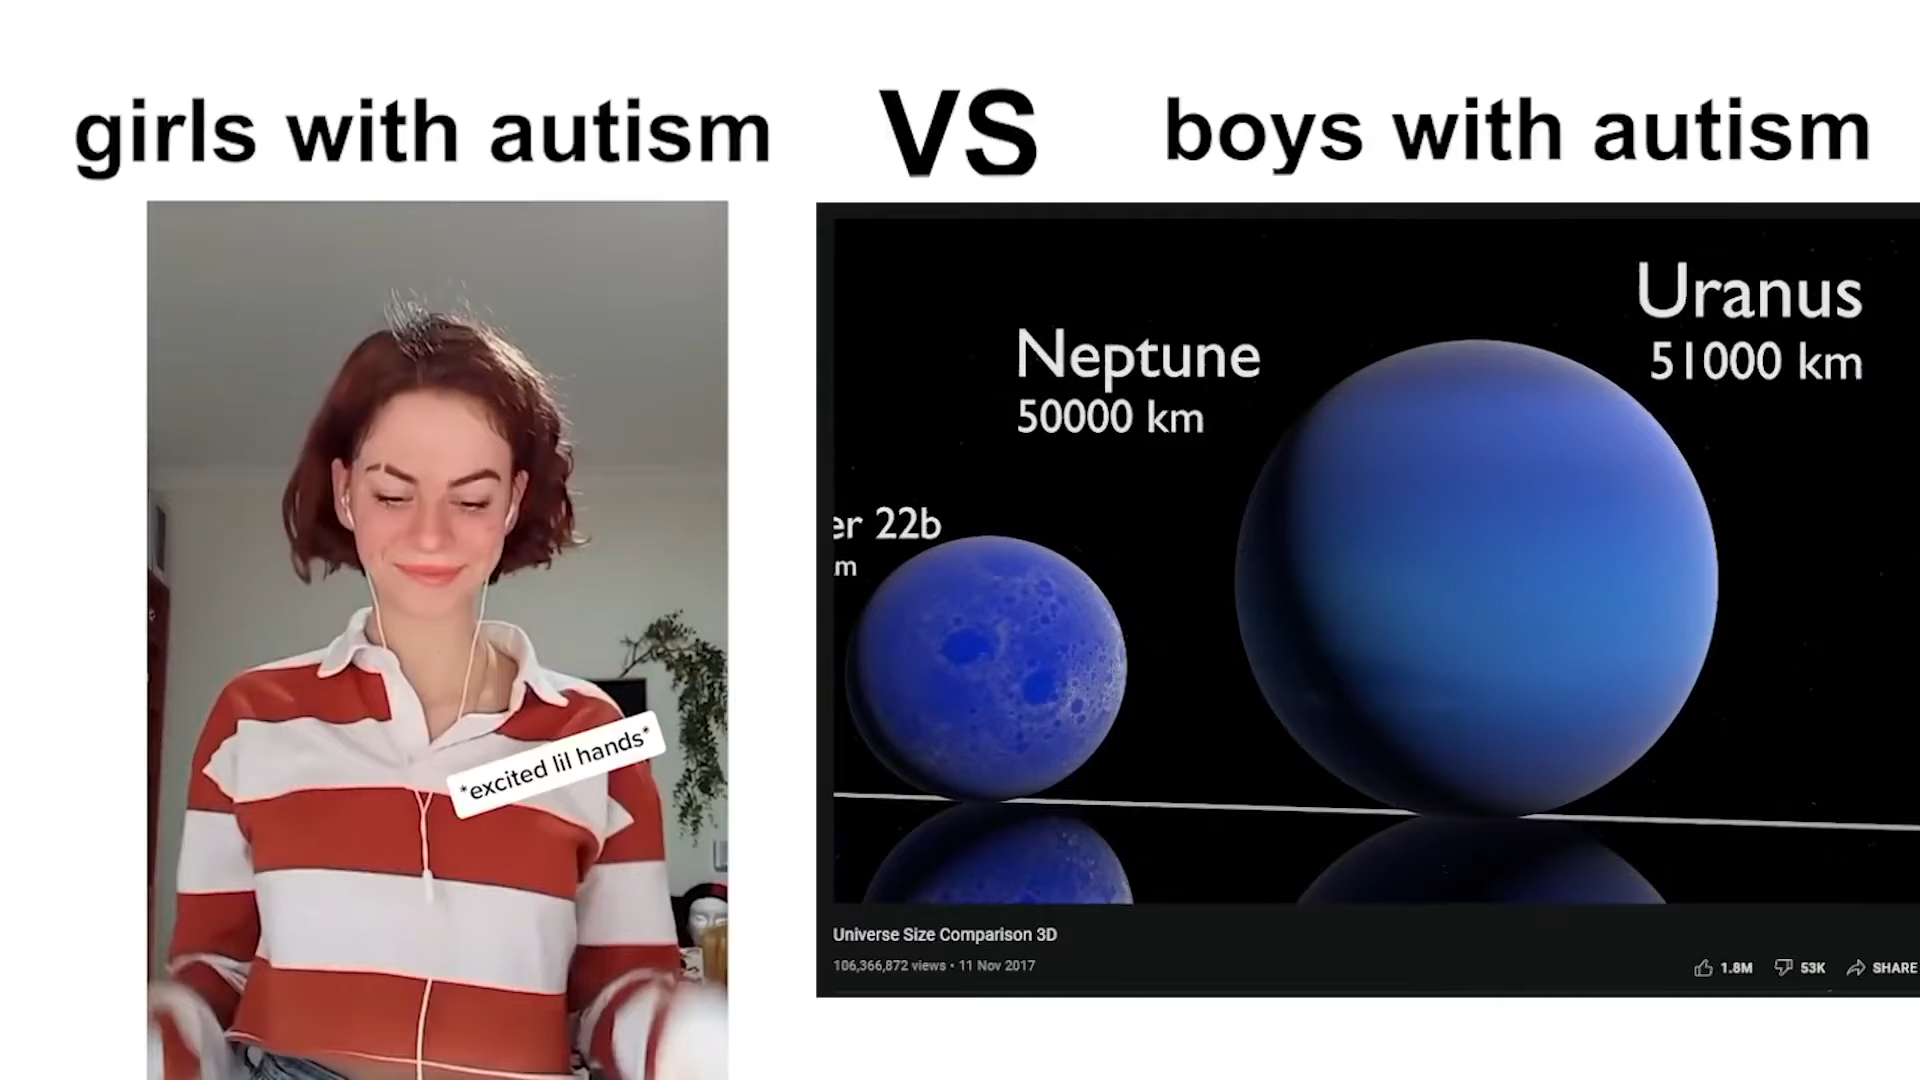 girls with autism VS boys with autism
Uranus
51000 km
Neptune
50000 km
er 22b
m
*excited lil hands*
Universe Size Comparison 3D
106,366,872 views • 11 Nov 2017
1.8M 53K SHARE